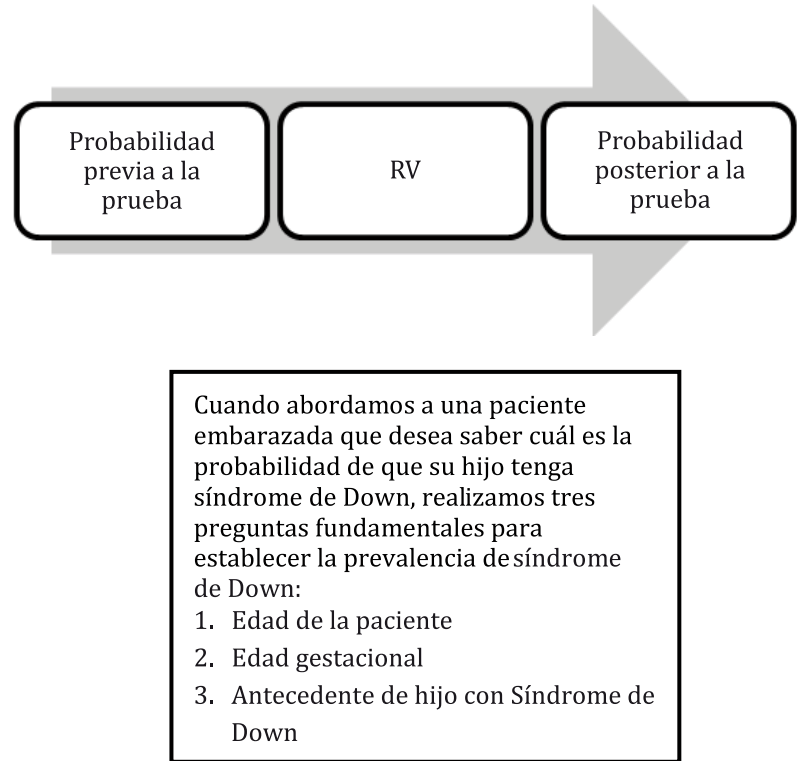 Probabilidad
previa a la
prueba
RV
Probabilidad
posterior a la
prueba
Cuando abordamos a una paciente
embarazada que desea saber cuál es la
probabilidad de que su hijo tenga
síndrome de Down, realizamos tres
preguntas fundamentales para
establecer la prevalencia de síndrome
de Down:
1. Edad de la paciente
2. Edad gestacional
3. Antecedente de hijo con Síndrome de
Down